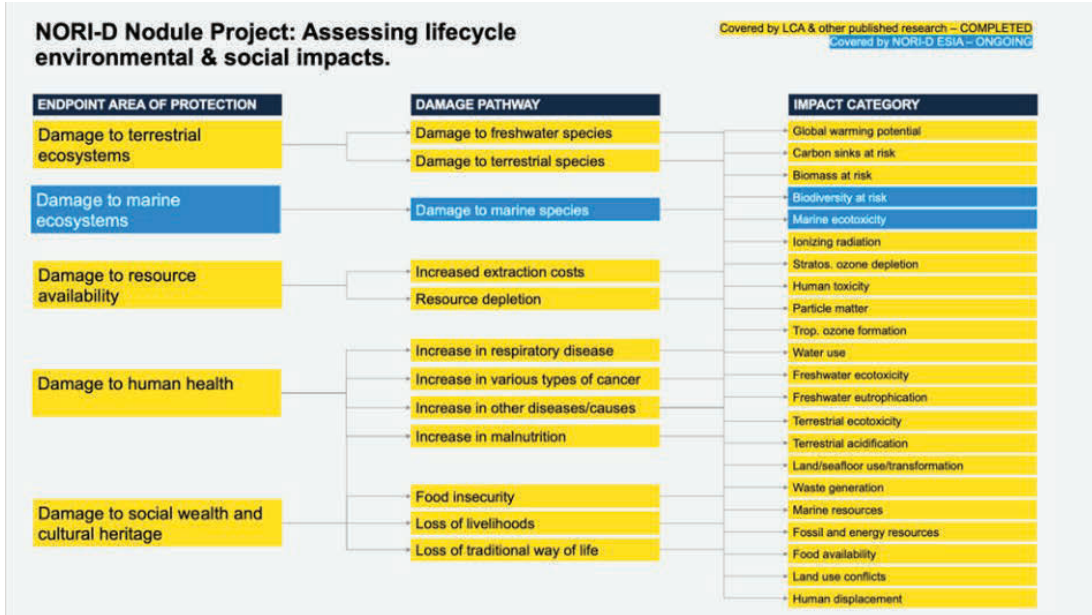 NORI-D Nodule Project: Assessing lifecycle
environmental & social impacts.
Covered by LCA & other published research – COMPLETED
Covered by NORI-D ESIA – ONGOING
ENDPOINT AREA OF PROTECTION
Damage to terrestrial
ecosystems
Damage to marine
ecosystems
Damage to resource
availability
Damage to human health
Damage to social wealth and
cultural heritage
DAMAGE PATHWAY
Damage to freshwater species
Damage to terrestrial species
Damage to marine species
Increased extraction costs
Resource depletion
Increase in respiratory disease
Increase in various types of cancer
Increase in other diseases/causes
Increase in malnutrition
Food insecurity
Loss of livelihoods
Loss of traditional way of life
IMPACT CATEGORY
Global warming potential
Carbon sinks at risk
Biomass at risk
Biodiversity at risk
Marine ecotoxicity
Ionizing radiation
Stratos. ozone depletion
Human toxicity
Particle matter
Trop. ozone formation
Water use
Freshwater ecotoxicity
Freshwater eutrophication
Terrestrial ecotoxicity
Terrestrial acidification
Land/seafloor use/transformation
Waste generation
Marine resources
Fossil and energy resources
Food availability
Land use conflicts
Human displacement